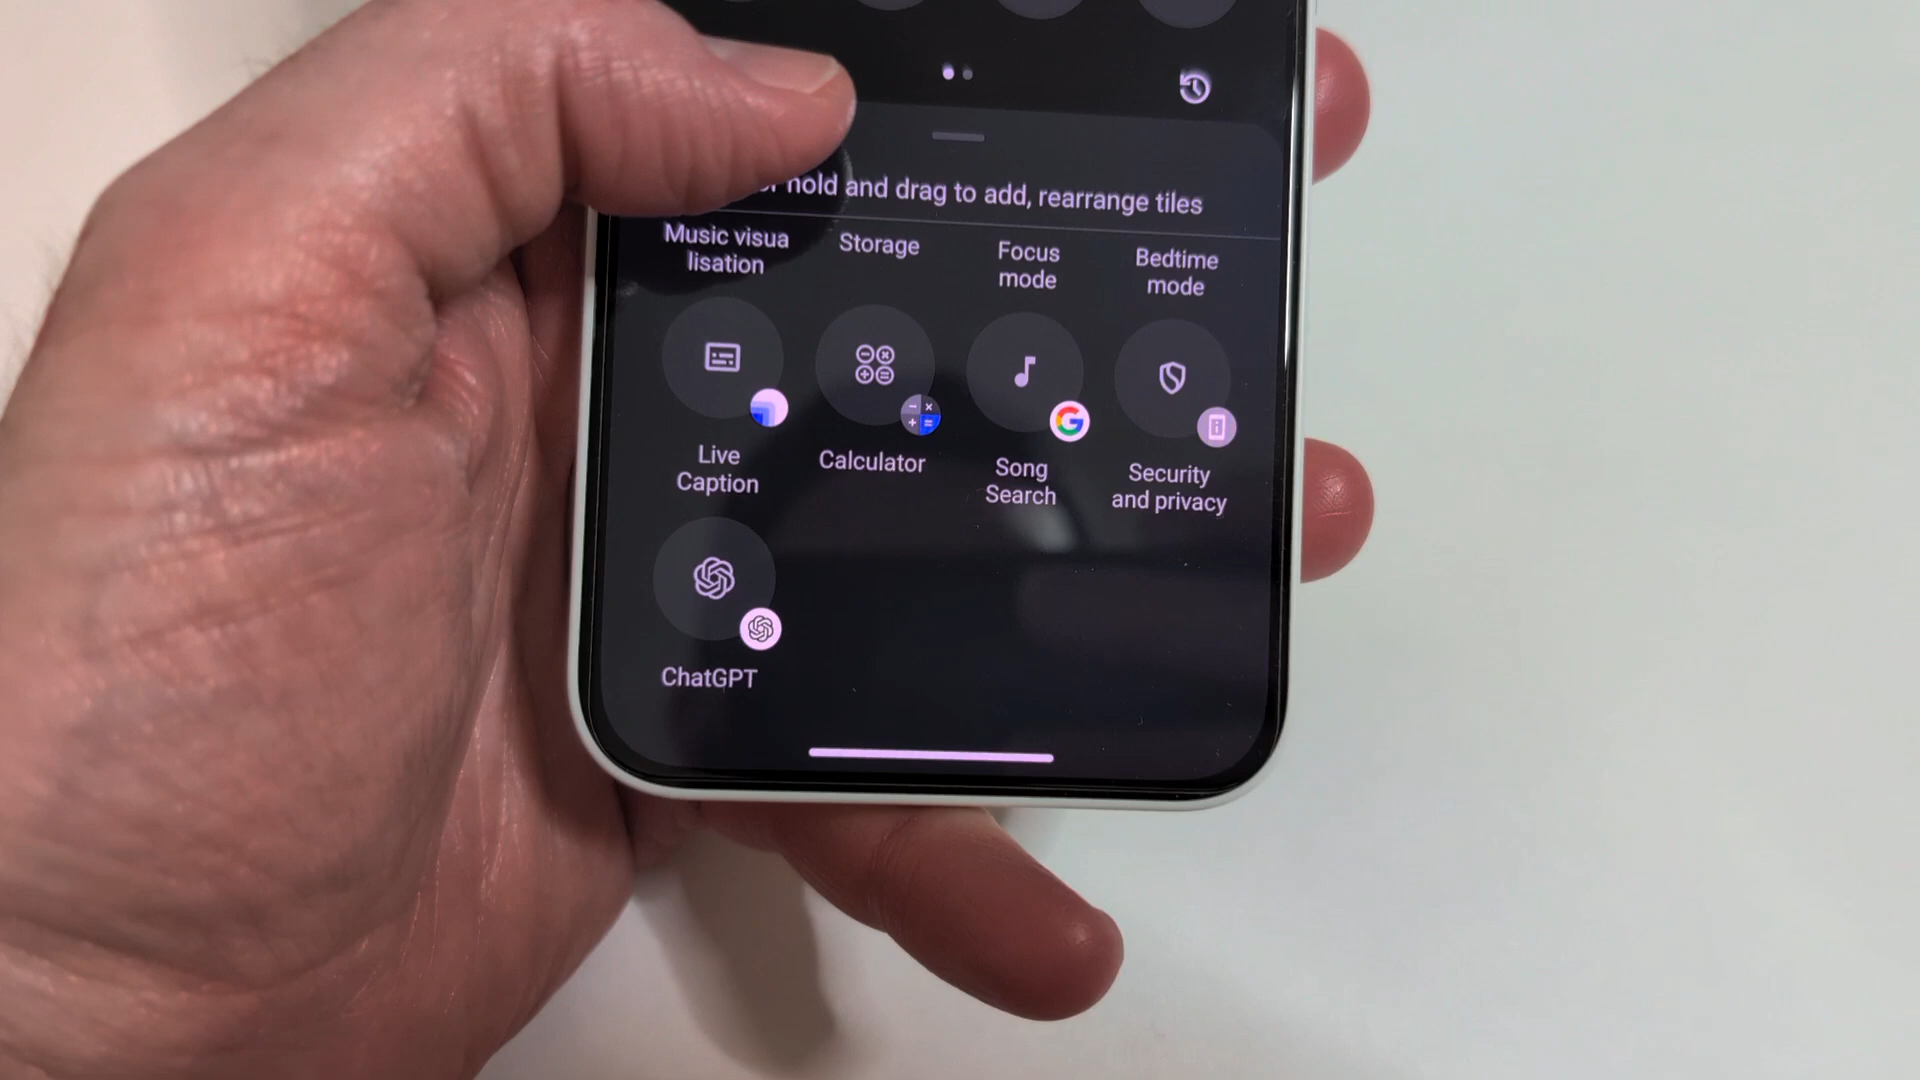 hold and drag to add, rearrange tiles
Music visua
lisation
Storage
Focus
mode
Bedtime
mode
Live
Caption
Calculator
Song
Search
Security
and privacy
ChatGPT